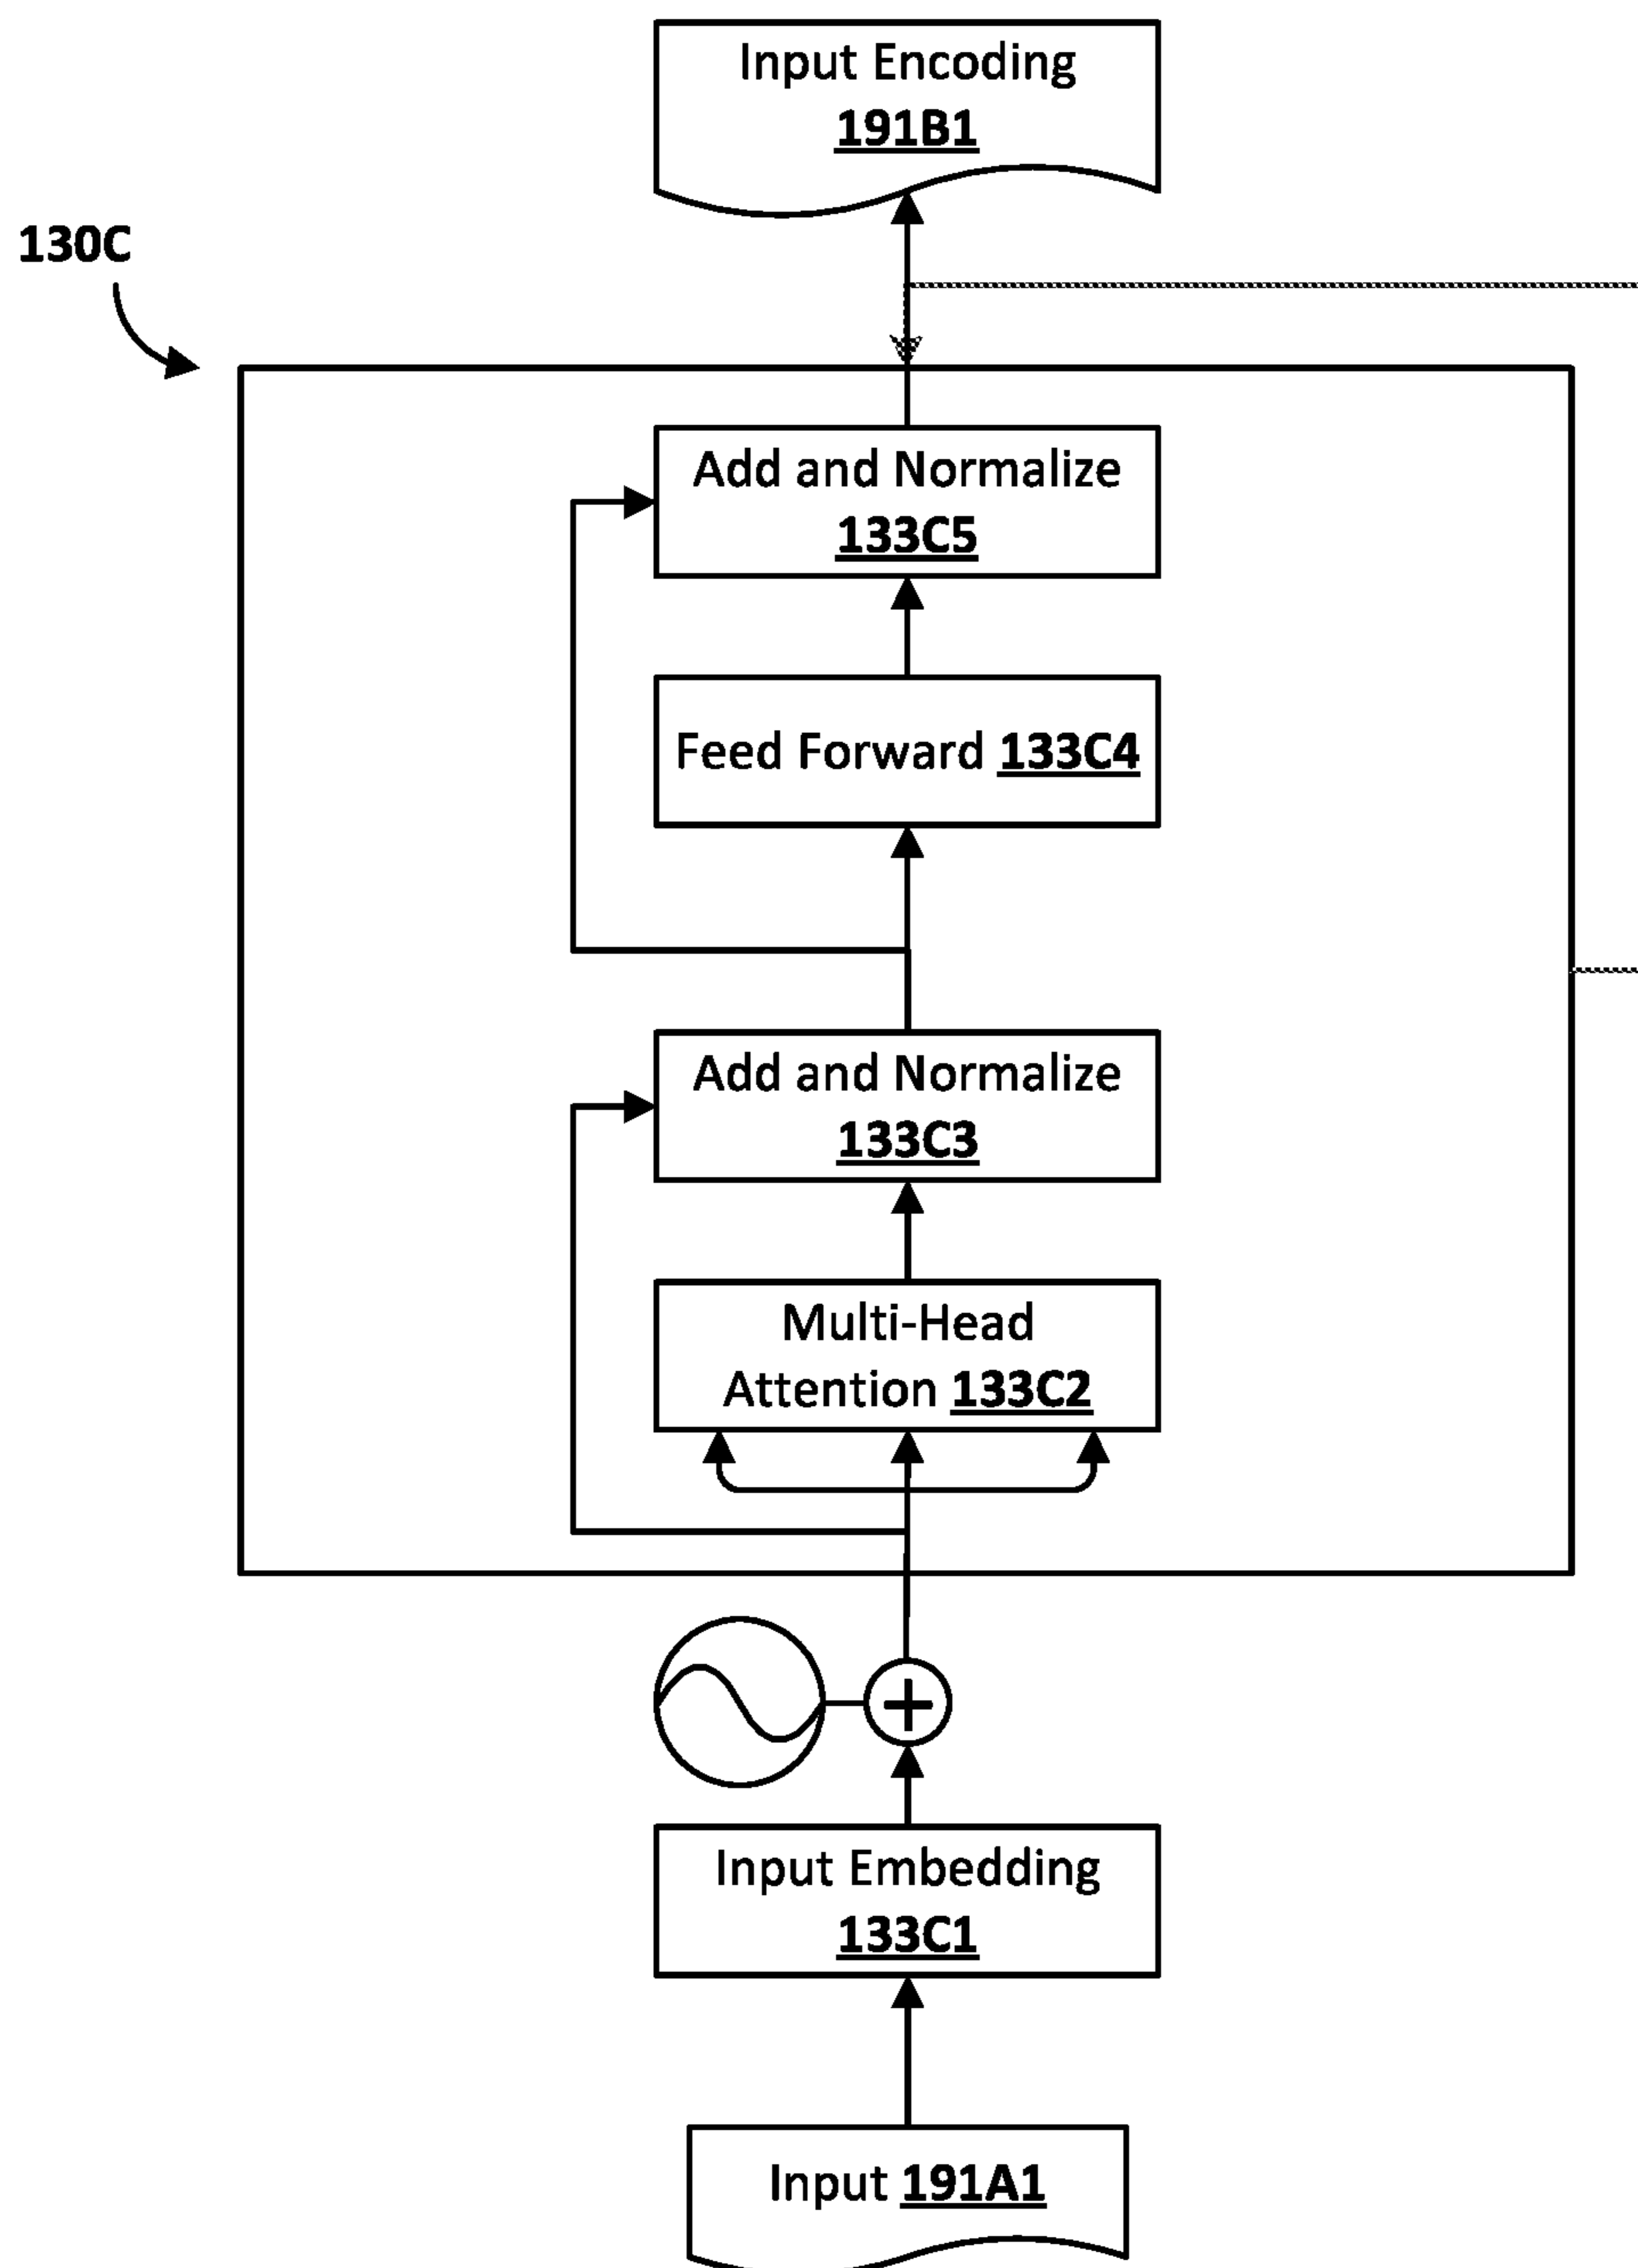 Input Encoding
191B1
130C
Add and Normalize
133C5
Feed Forward 133C4
Add and Normalize
133C3
Multi-Head
Attention 133C2
+
Input Embedding
133C1
Input 191A1